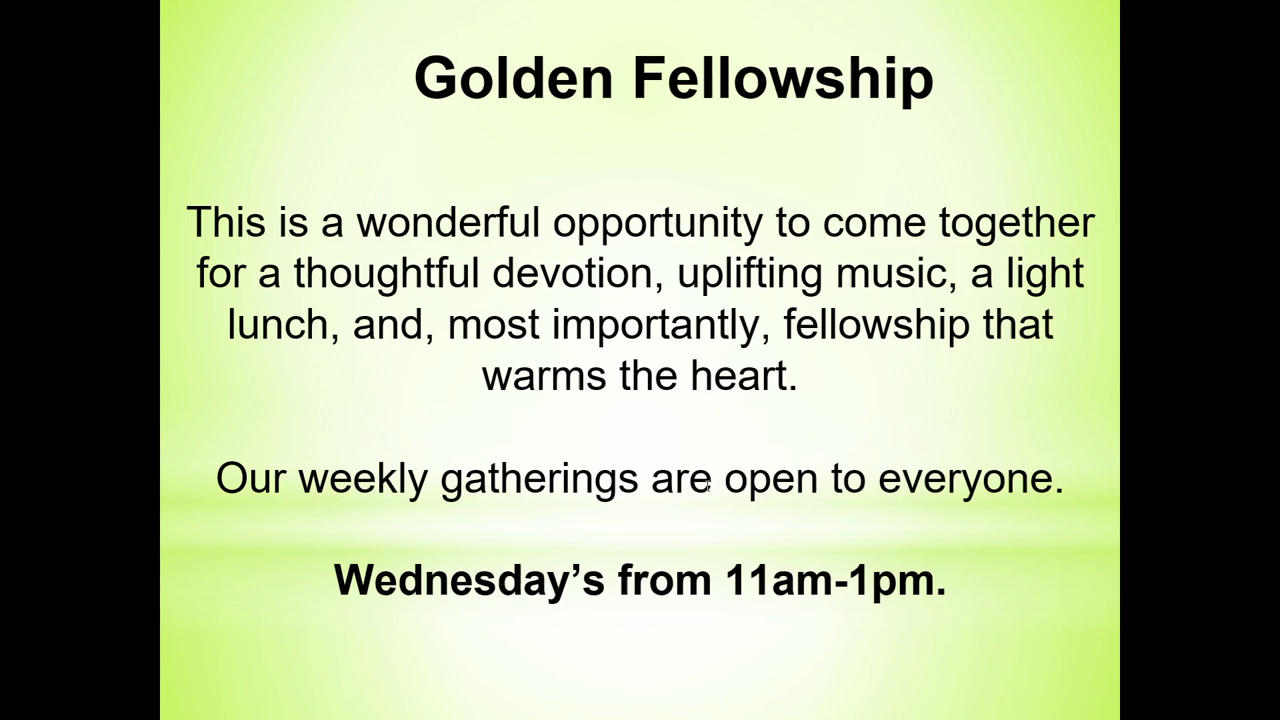 Golden Fellowship
This is a wonderful opportunity to come together
for a thoughtful devotion, uplifting music, a light
lunch, and, most importantly, fellowship that
warms the heart.
Our weekly gatherings are open to everyone.
Wednesday’s from 11am-1pm.